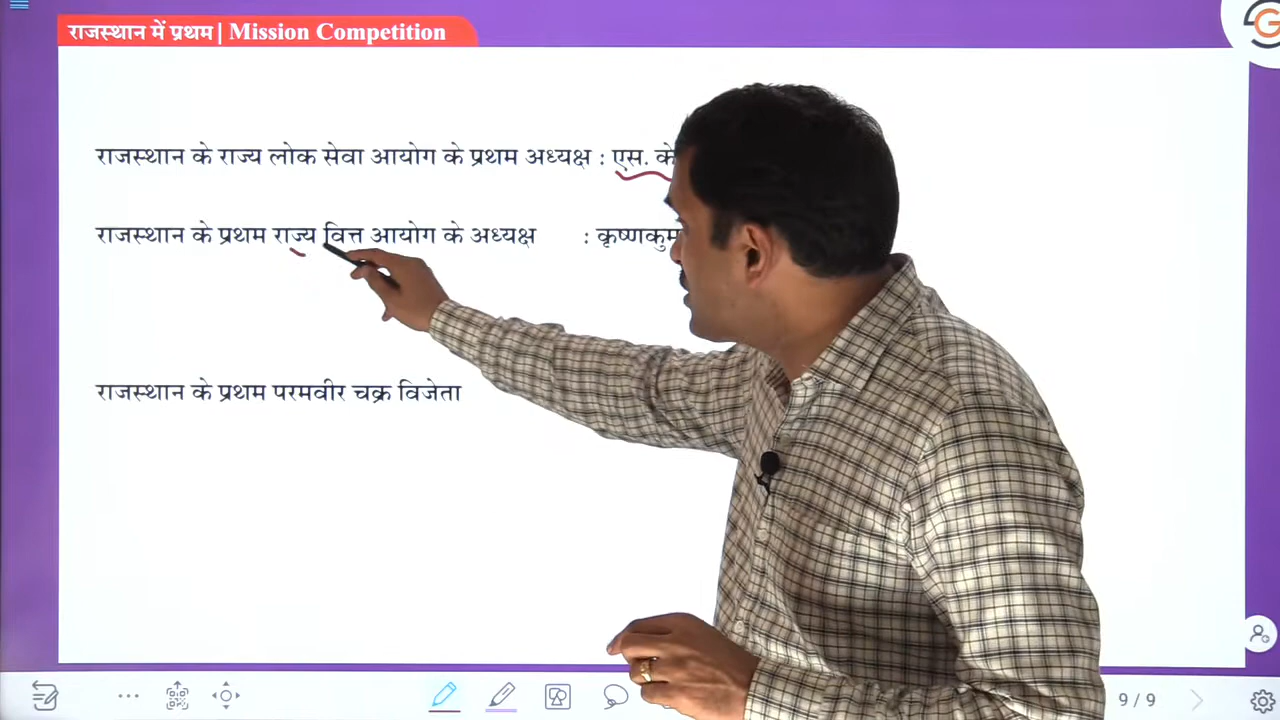 राजस्थान में प्रथम | Mission Competition
राजस्थान के राज्य लोक सेवा आयोग के प्रथम अध्यक्ष : एस. के
राजस्थान के प्रथम राज्य वित्त आयोग के अध्यक्ष :
राजस्थान के प्रथम परमवीर चक्र विजेता
9 / 9